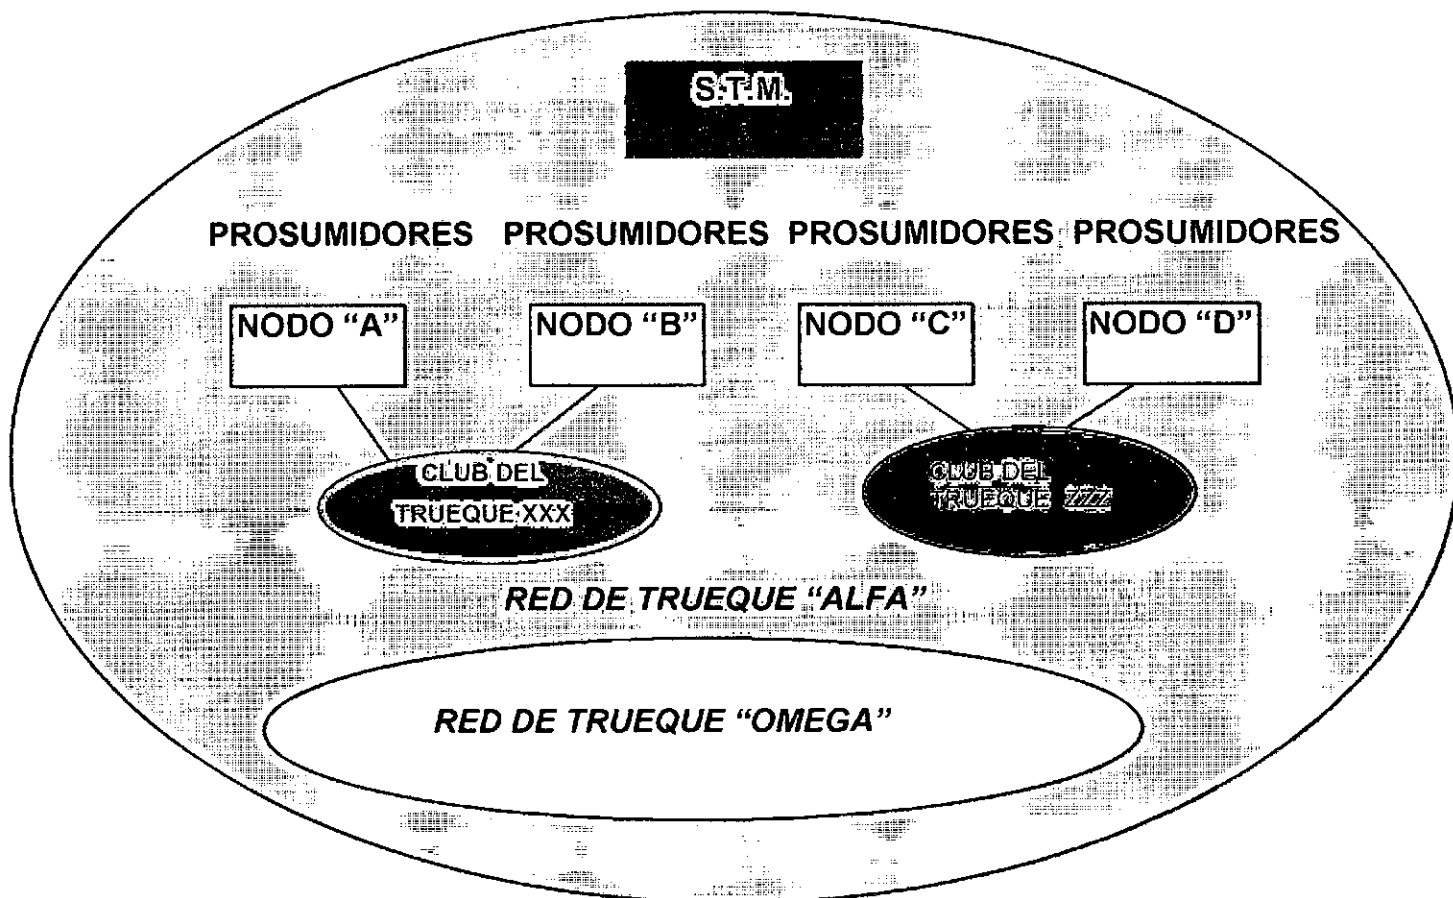 S.T.M.
PROSUMIDORES PROSUMIDORES PROSUMIDORES PROSUMIDORES
NODO “A” NODO “B” NODO “C” NODO “D”
CLUB DEL
TRUEQUE XXX
CLUB DEL
TRUEQUE ZZZ
RED DE TRUEQUE “ALFA”
RED DE TRUEQUE “OMEGA”